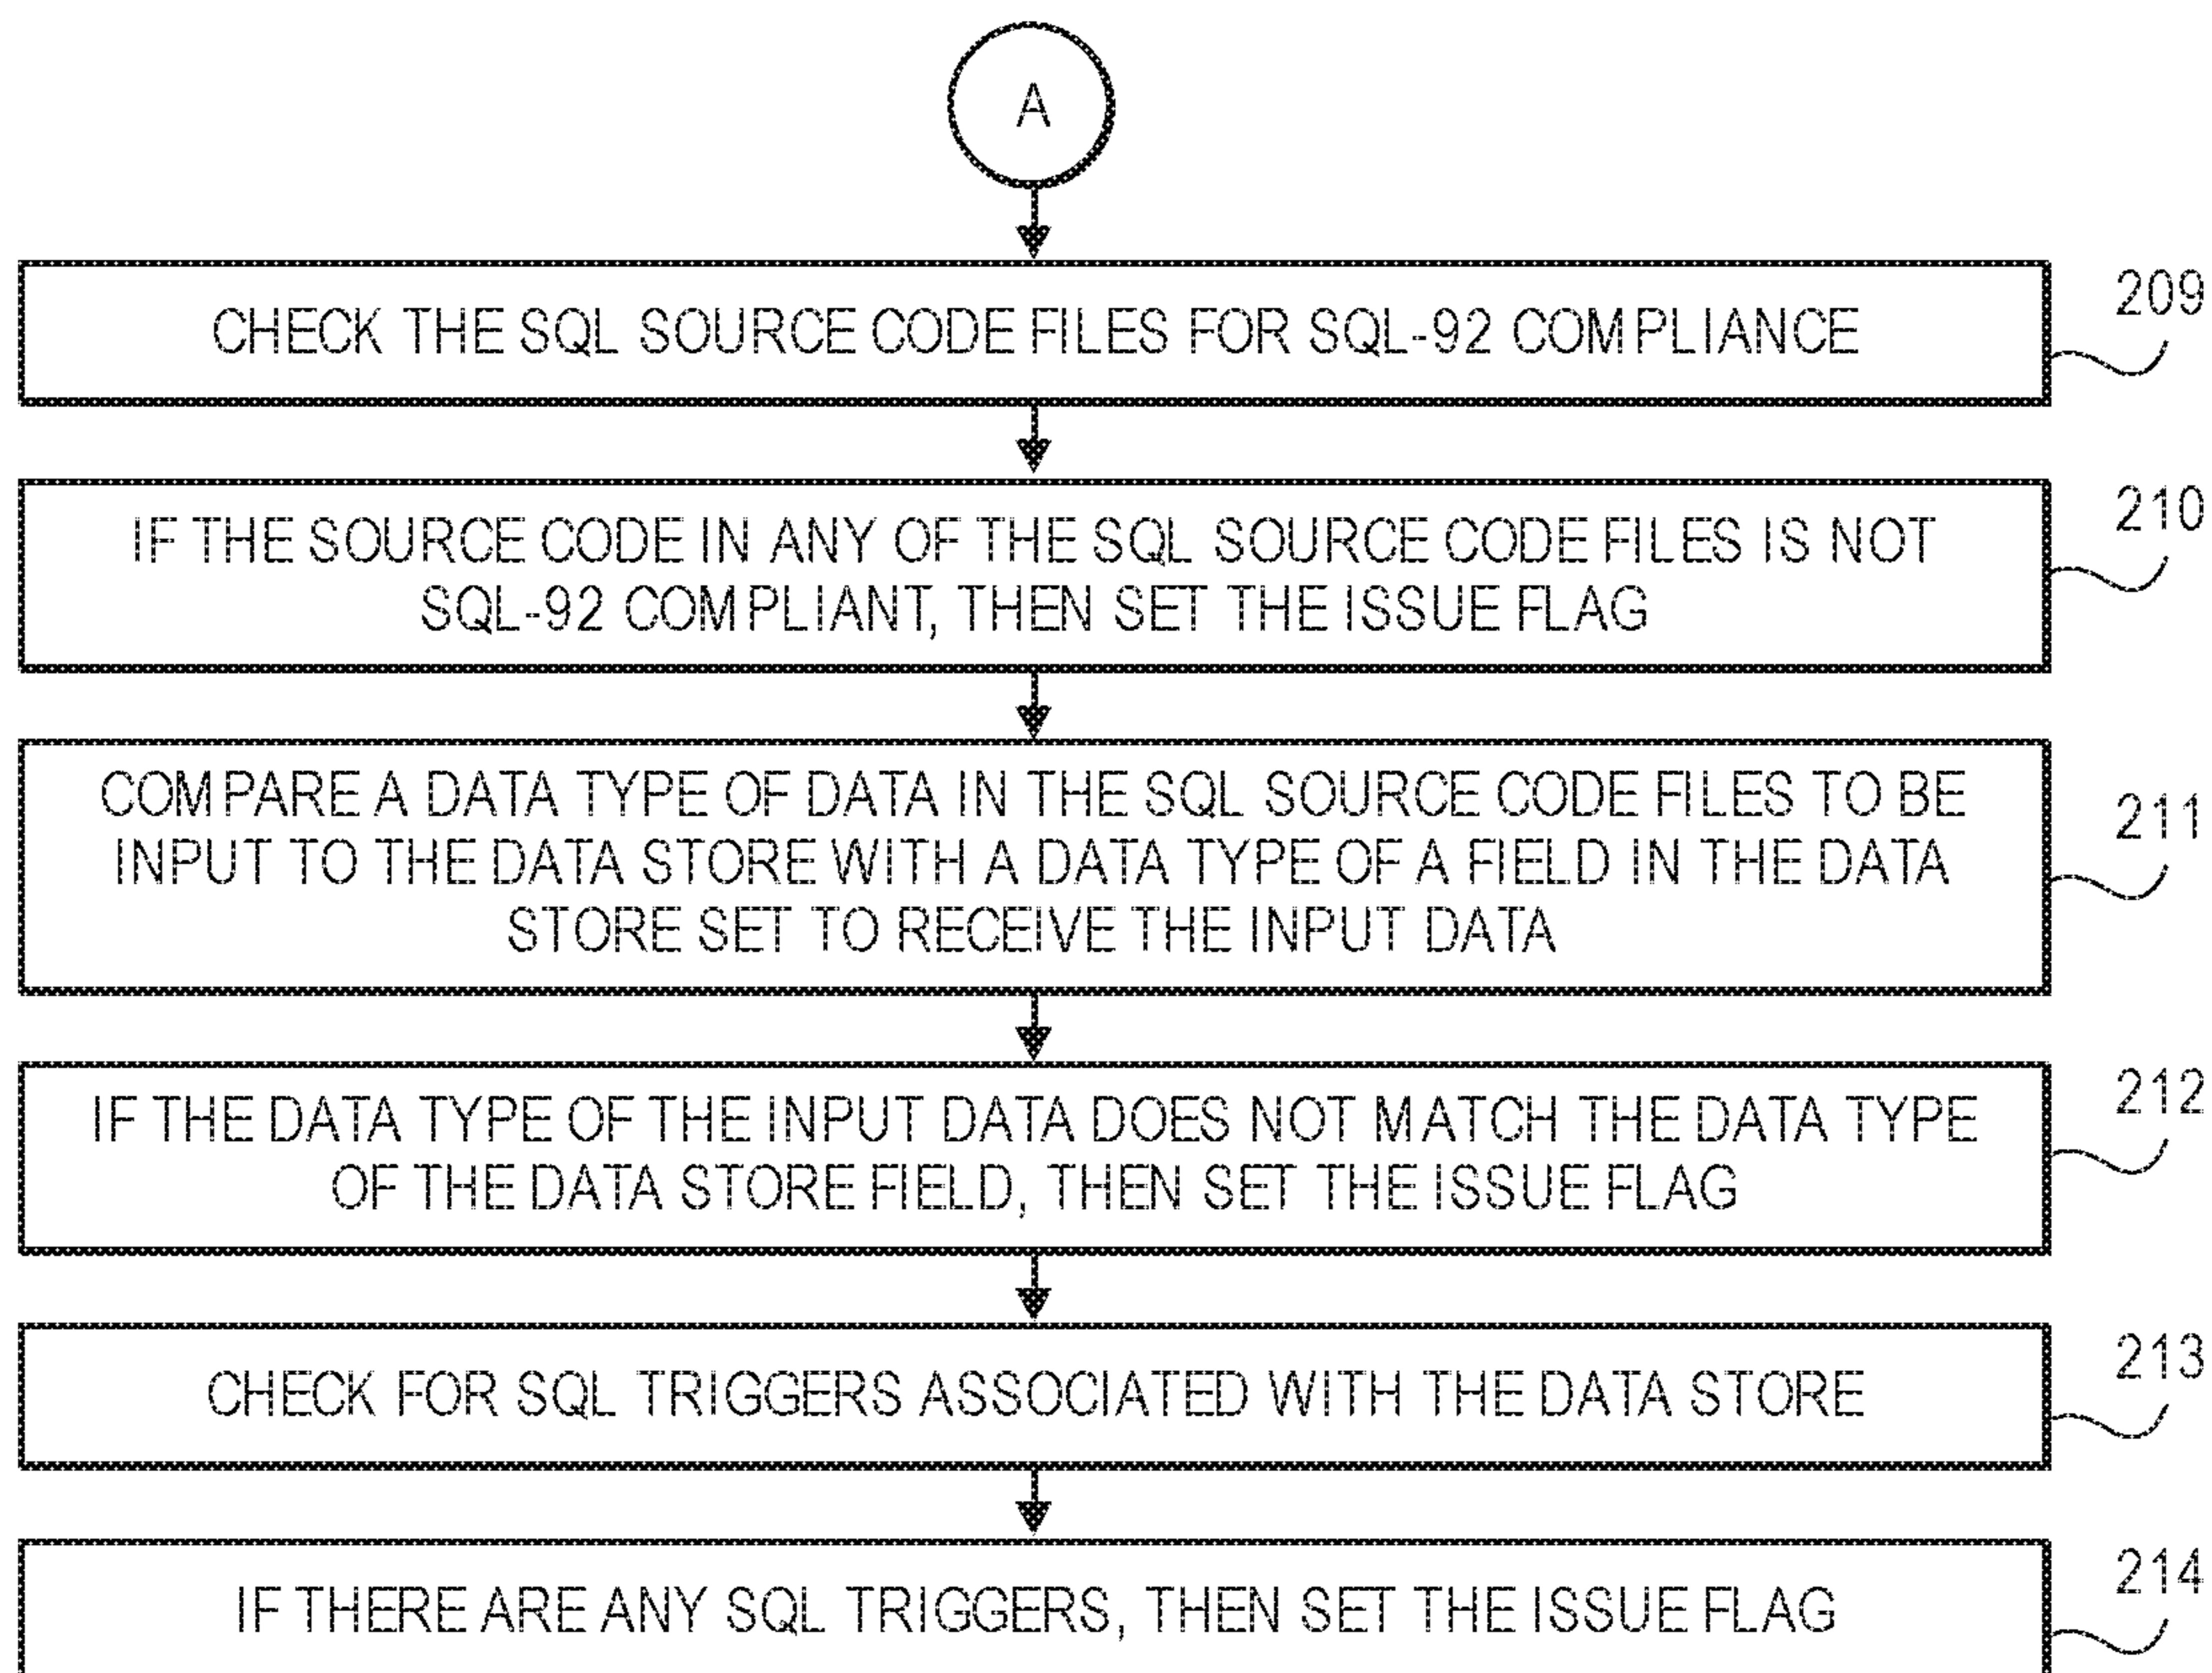 A
CHECK THE SQL SOURCE CODE FILES FOR SQL-92 COMPLIANCE
209
IF THE SOURCE CODE IN ANY OF THE SQL SOURCE CODE FILES IS NOT
SQL-92 COMPLIANT, THEN SET THE ISSUE FLAG
210
COMPARE A DATA TYPE OF DATA IN THE SQL SOURCE CODE FILES TO BE
INPUT TO THE DATA STORE WITH A DATA TYPE OF A FIELD IN THE DATA
STORE SET TO RECEIVE THE INPUT DATA
211
IF THE DATA TYPE OF THE INPUT DATA DOES NOT MATCH THE DATA TYPE
OF THE DATA STORE FIELD, THEN SET THE ISSUE FLAG
212
CHECK FOR SQL TRIGGERS ASSOCIATED WITH THE DATA STORE
213
IF THERE ARE ANY SQL TRIGGERS, THEN SET THE ISSUE FLAG
214